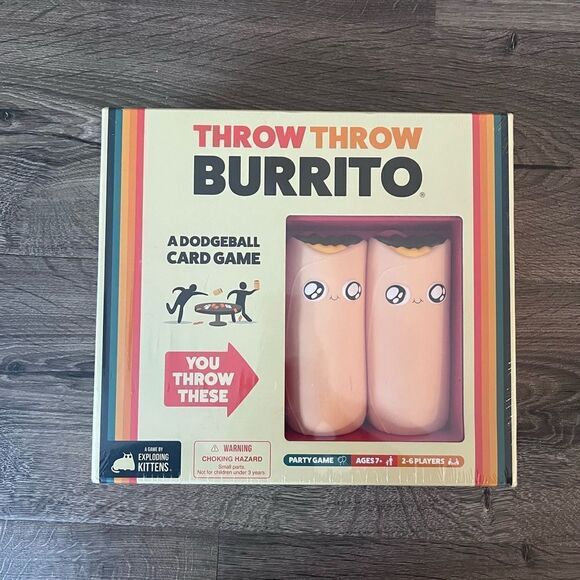 THROW THROW
BURRITO®
A DODGEBALL
CARD GAME
YOU
THROW
THESE
A GAME BY
EXPLODING
KITTENS®
WARNING
CHOKING HAZARD
Small parts.
Not for children under 3 years.
PARTY GAME AGES 7+ 2-6 PLAYERS